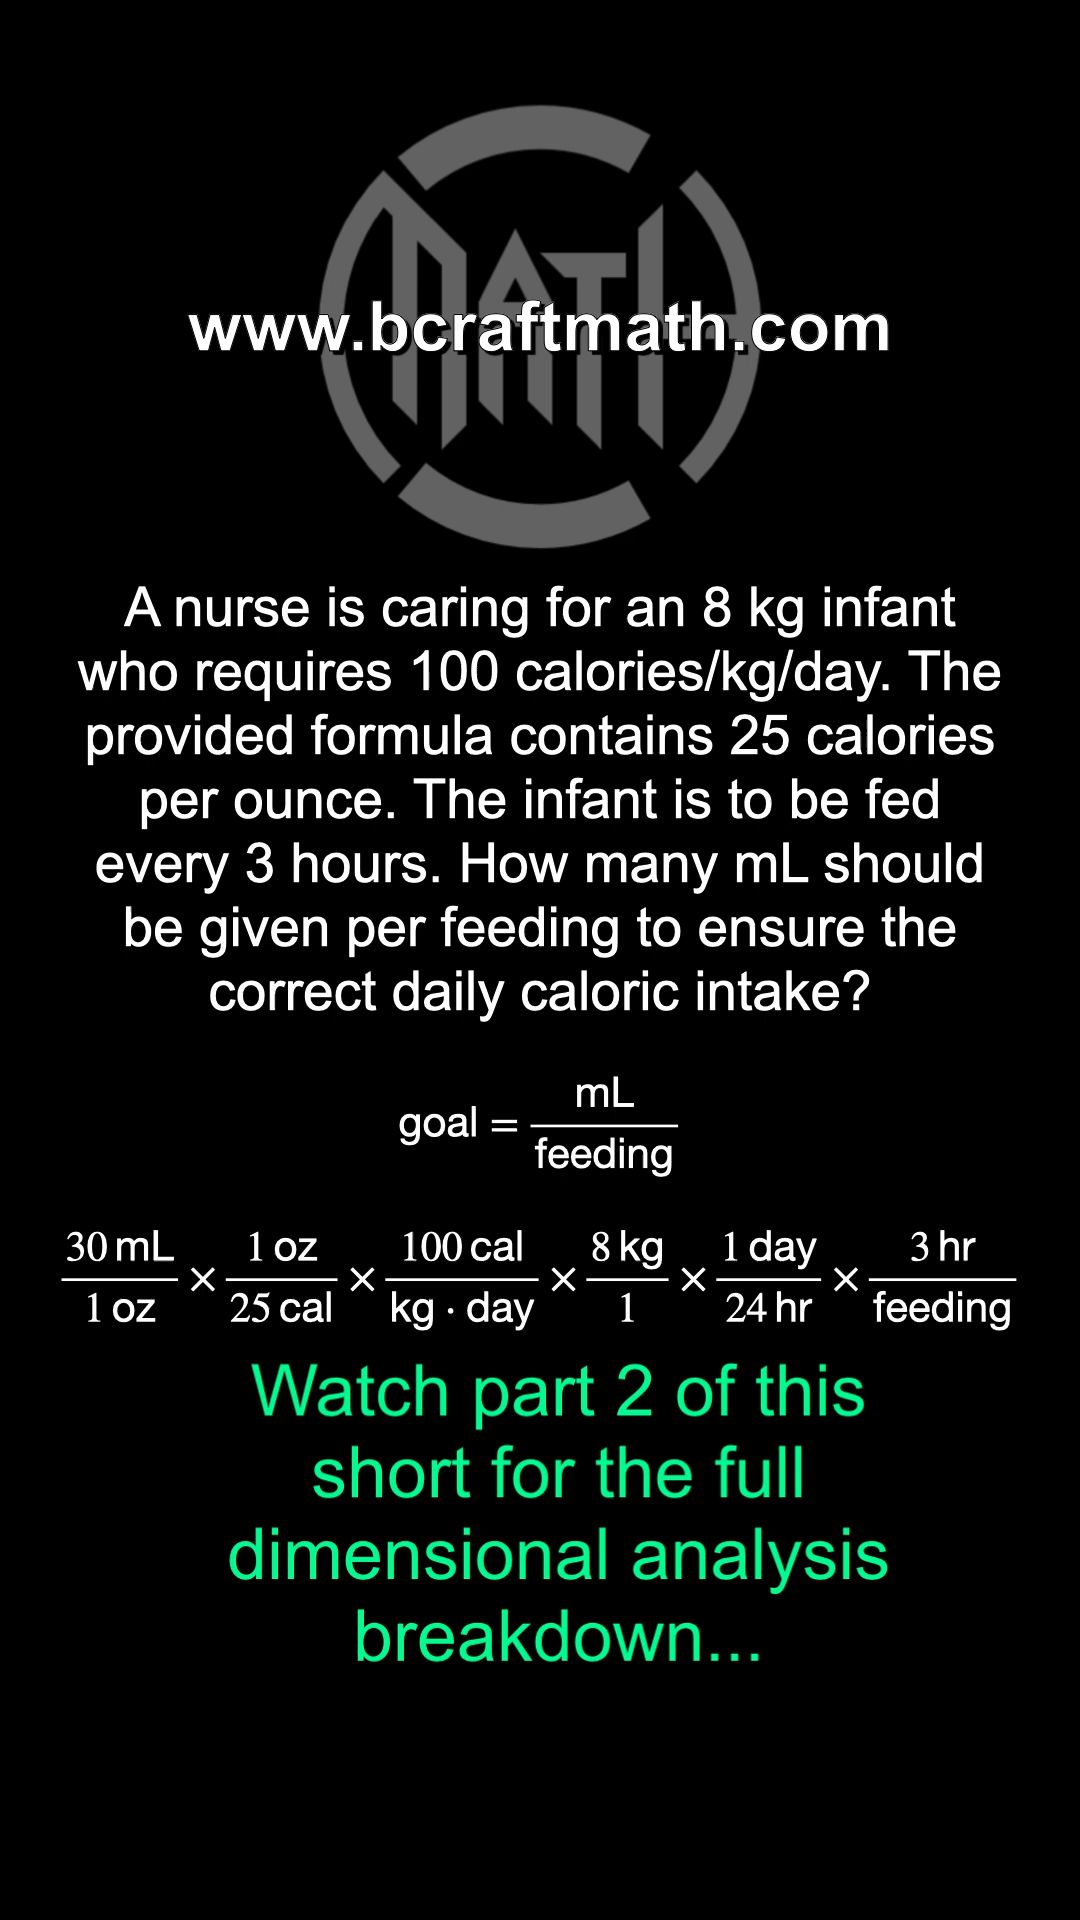 MATH
www.bcraftmath.com
A nurse is caring for an 8 kg infant
who requires 100 calories/kg/day. The
provided formula contains 25 calories
per ounce. The infant is to be fed
every 3 hours. How many mL should
be given per feeding to ensure the
correct daily caloric intake?
goal = mL / feeding
30 mL / 1 oz × 1 oz / 25 cal × 100 cal / kg · day × 8 kg / 1 × 1 day / 24 hr × 3 hr / feeding
Watch part 2 of this
short for the full
dimensional analysis
breakdown...